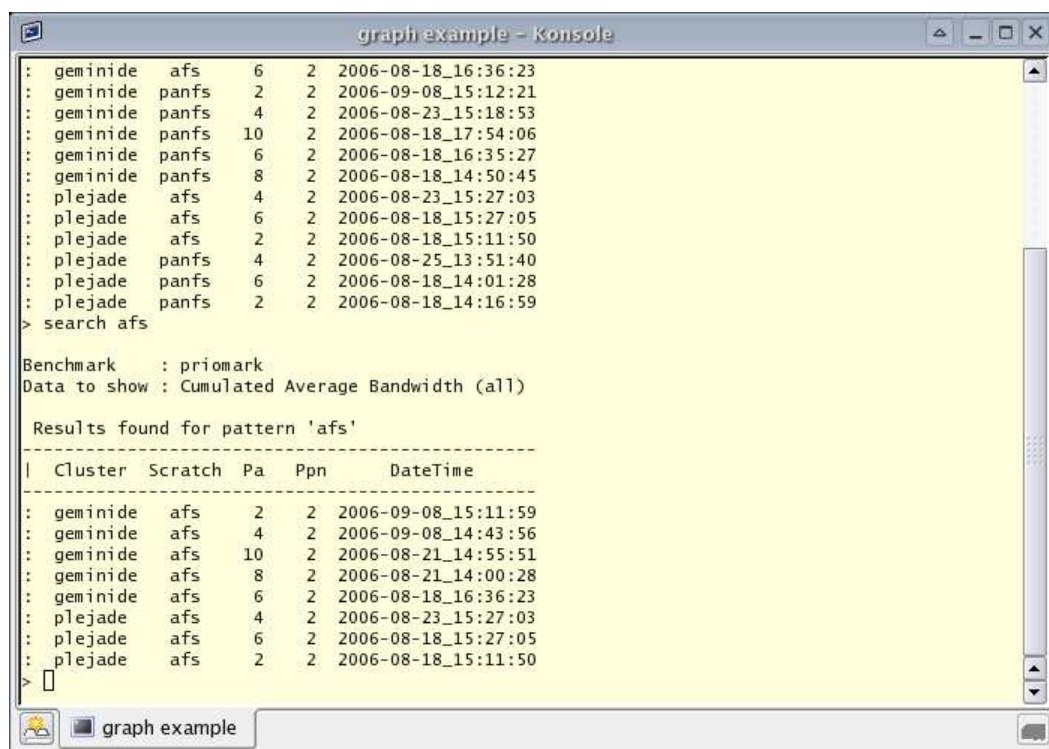 graph example - Konsole
: geminide afs 6 2 2006-08-18_16:36:23
: geminide panfs 2 2 2006-09-08_15:12:21
: geminide panfs 4 2 2006-08-23_15:18:53
: geminide panfs 10 2 2006-08-18_17:54:06
: geminide panfs 6 2 2006-08-18_16:35:27
: geminide panfs 8 2 2006-08-18_14:50:45
: plejade afs 4 2 2006-08-23_15:27:03
: plejade afs 6 2 2006-08-18_15:27:05
: plejade afs 2 2 2006-08-18_15:11:50
: plejade panfs 4 2 2006-08-25_13:51:40
: plejade panfs 6 2 2006-08-18_14:01:28
: plejade panfs 2 2 2006-08-18_14:16:59
> search afs
Benchmark : priomark
Data to show : Cumulated Average Bandwidth (all)
Results found for pattern 'afs'
-----------------------------------------------------
| Cluster Scratch Pa Ppn DateTime
-----------------------------------------------------
: geminide afs 2 2 2006-09-08_15:11:59
: geminide afs 4 2 2006-09-08_14:43:56
: geminide afs 10 2 2006-08-21_14:55:51
: geminide afs 8 2 2006-08-21_14:00:28
: geminide afs 6 2 2006-08-18_16:36:23
: plejade afs 4 2 2006-08-23_15:27:03
: plejade afs 6 2 2006-08-18_15:27:05
: plejade afs 2 2 2006-08-18_15:11:50
>
graph example